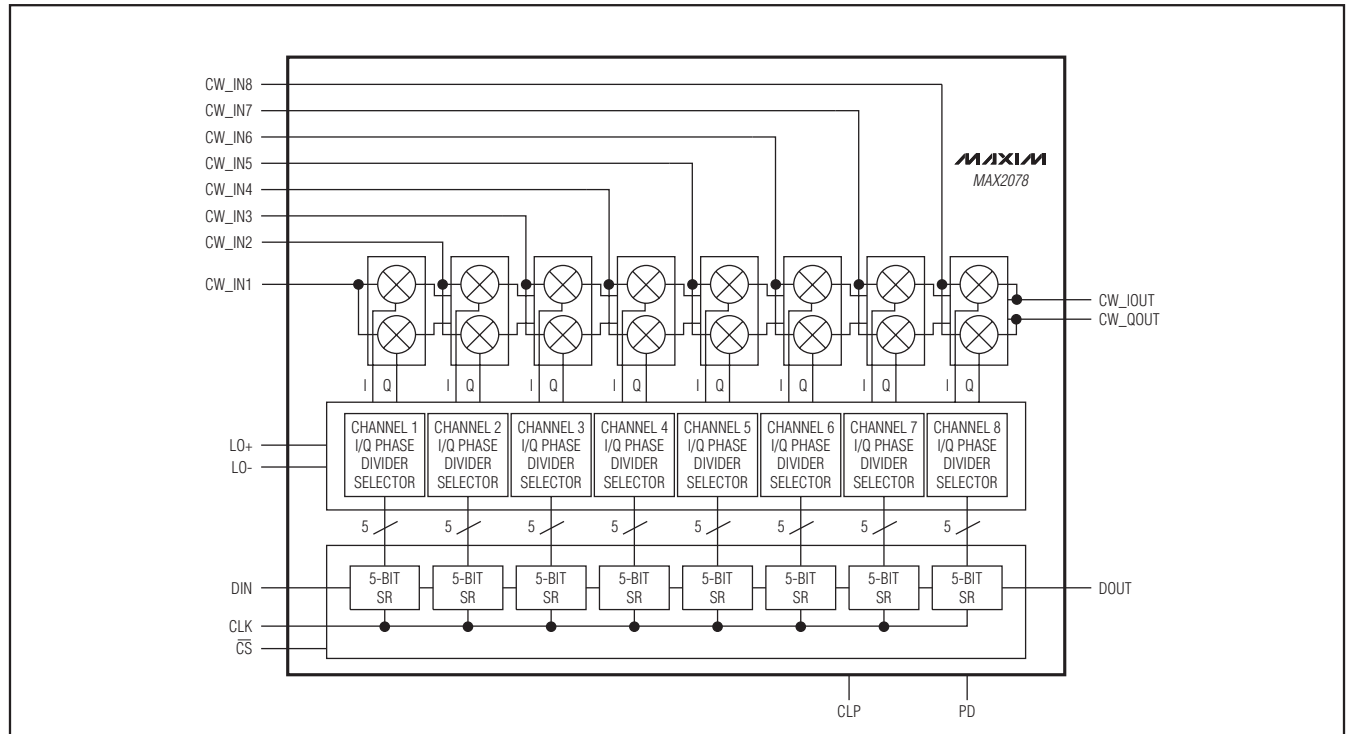 CW_IN8
CW_IN7
CW_IN6
CW_IN5
CW_IN4
CW_IN3
CW_IN2
CW_IN1
MAXIM
MAX2078
CW_IOUT
CW_QOUT
I Q I Q I Q I Q I Q I Q I Q I Q
LO+
LO-
CHANNEL 1
I/Q PHASE
DIVIDER
SELECTOR
CHANNEL 2
I/Q PHASE
DIVIDER
SELECTOR
CHANNEL 3
I/Q PHASE
DIVIDER
SELECTOR
CHANNEL 4
I/Q PHASE
DIVIDER
SELECTOR
CHANNEL 5
I/Q PHASE
DIVIDER
SELECTOR
CHANNEL 6
I/Q PHASE
DIVIDER
SELECTOR
CHANNEL 7
I/Q PHASE
DIVIDER
SELECTOR
CHANNEL 8
I/Q PHASE
DIVIDER
SELECTOR
5 5 5 5 5 5 5 5
DIN
5-BIT
SR
5-BIT
SR
5-BIT
SR
5-BIT
SR
5-BIT
SR
5-BIT
SR
5-BIT
SR
5-BIT
SR
DOUT
CLK
C̅S̅
CLP
PD